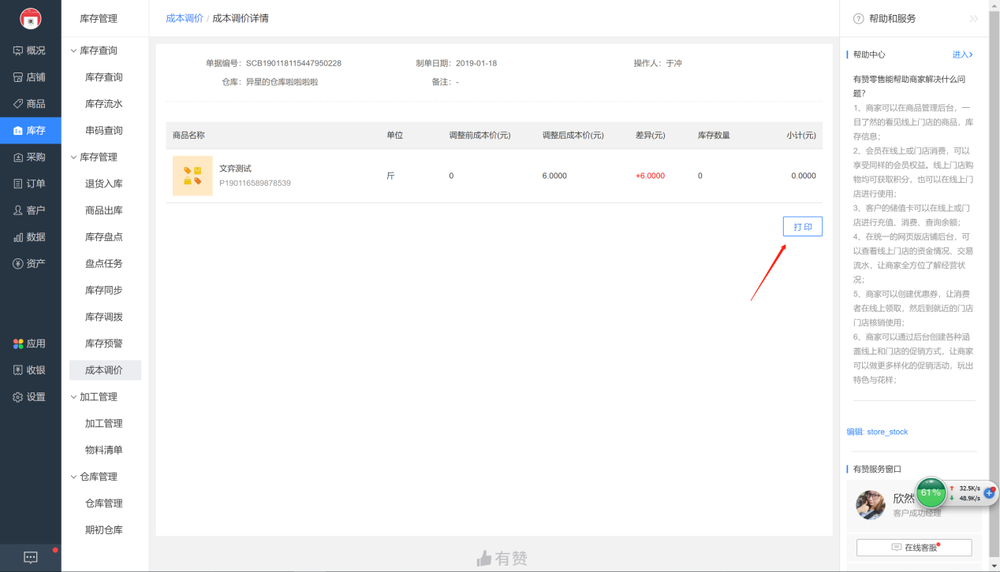 概况
店铺
商品
库存
采购
订单
客户
数据
资产
应用
收银
设置
库存管理
库存查询
库存查询
库存流水
串码查询
库存管理
退货入库
商品出库
库存盘点
盘点任务
库存同步
库存调拨
库存预警
成本调价
加工管理
加工管理
物料清单
仓库管理
仓库管理
期初仓库
成本调价 / 成本调价详情
单据编号：SCB190118115447950228 制单日期：2019-01-18 操作人：于冲
仓库：异星的仓库啦啦啦啦 备注：-
商品名称 单位 调整前成本价(元) 调整后成本价(元) 差异(元) 库存数量 小计(元)
文弈测试
P190116589878539
斤 0 6.0000 +6.0000 0 0.0000
打印
有赞
帮助和服务
帮助中心 进入
有赞零售能帮助商家解决什么问
题？
1、商家可以在商品管理后台，一
目了然的看见线上门店的商品，库
存信息；
2、会员在线上或门店消费，可以
享受同样的会员权益。线上门店购
物均可获取积分，也可以在线上门
店进行使用；
3、客户的储值卡可以在线上或门
店进行充值、消费、查询余额；
4、在统一的网页版店铺后台，可
以查看线上门店的资金情况、交易
流水，让商家全方位了解经营状
况；
5、商家可以创建优惠券，让消费
者在线上领取，然后到就近的门店
门店核销使用；
6、商家可以通过后台创建各种涵
盖线上和门店的促销方式，让商家
可以做更多样化的促销活动，玩出
特色与花样；
编辑: store_stock
有赞服务窗口
欣然
客户成功经理
61%
32.5K/s
48.9K/s
在线客服